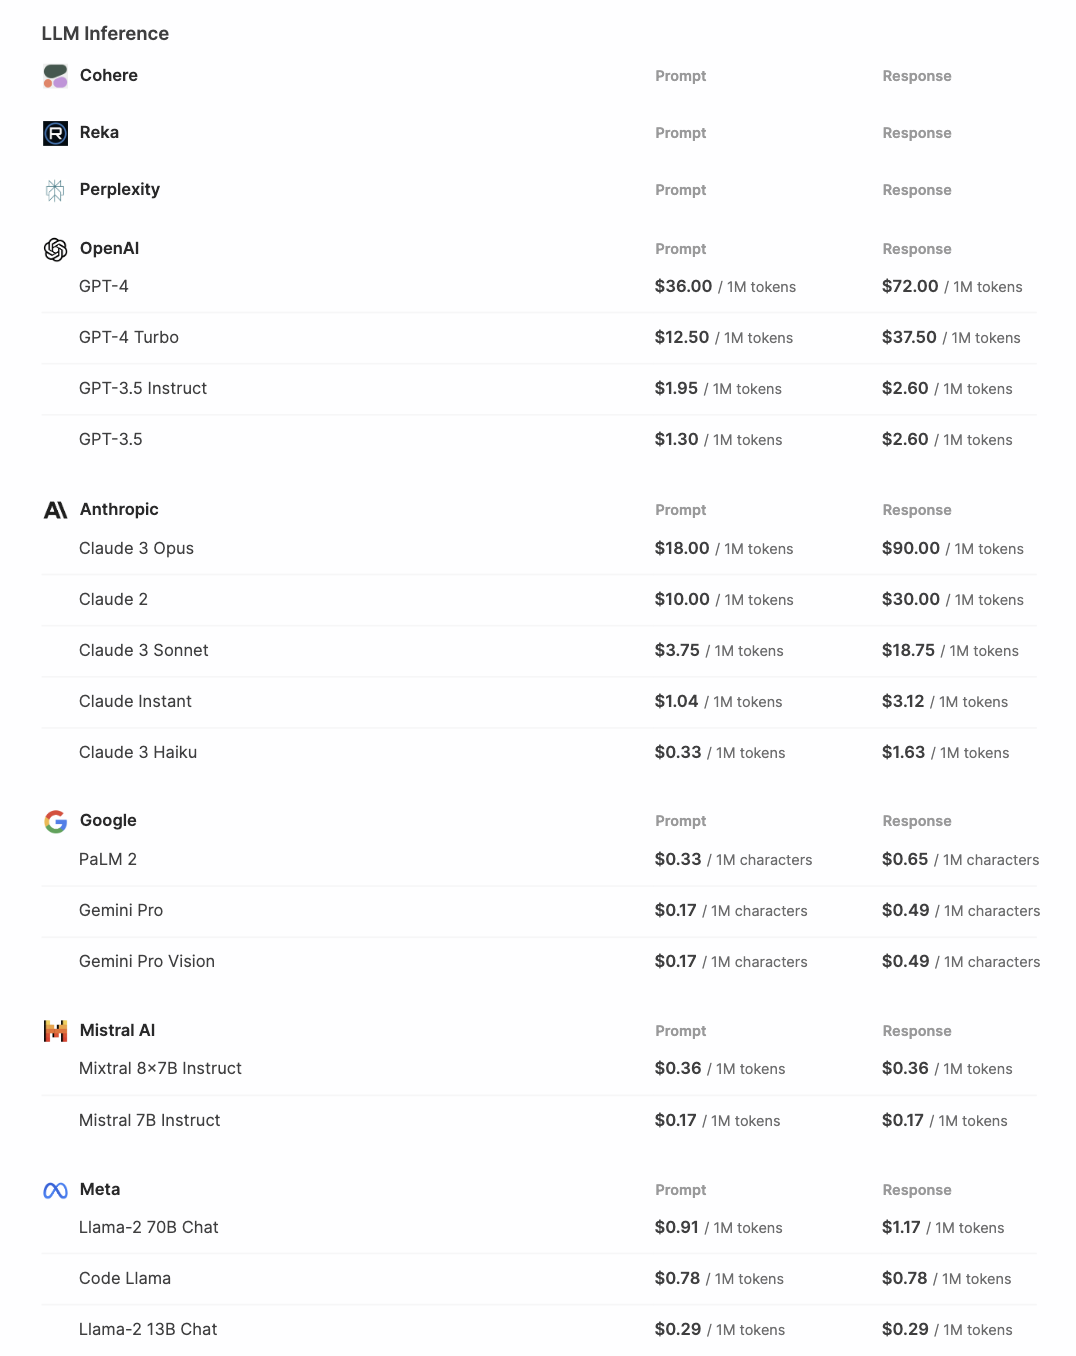 LLM Inference
Cohere Prompt Response
Reka Prompt Response
Perplexity Prompt Response
OpenAI Prompt Response
GPT-4 $36.00 / 1M tokens $72.00 / 1M tokens
GPT-4 Turbo $12.50 / 1M tokens $37.50 / 1M tokens
GPT-3.5 Instruct $1.95 / 1M tokens $2.60 / 1M tokens
GPT-3.5 $1.30 / 1M tokens $2.60 / 1M tokens
Anthropic Prompt Response
Claude 3 Opus $18.00 / 1M tokens $90.00 / 1M tokens
Claude 2 $10.00 / 1M tokens $30.00 / 1M tokens
Claude 3 Sonnet $3.75 / 1M tokens $18.75 / 1M tokens
Claude Instant $1.04 / 1M tokens $3.12 / 1M tokens
Claude 3 Haiku $0.33 / 1M tokens $1.63 / 1M tokens
Google Prompt Response
PaLM 2 $0.33 / 1M characters $0.65 / 1M characters
Gemini Pro $0.17 / 1M characters $0.49 / 1M characters
Gemini Pro Vision $0.17 / 1M characters $0.49 / 1M characters
Mistral AI Prompt Response
Mixtral 8×7B Instruct $0.36 / 1M tokens $0.36 / 1M tokens
Mistral 7B Instruct $0.17 / 1M tokens $0.17 / 1M tokens
Meta Prompt Response
Llama-2 70B Chat $0.91 / 1M tokens $1.17 / 1M tokens
Code Llama $0.78 / 1M tokens $0.78 / 1M tokens
Llama-2 13B Chat $0.29 / 1M tokens $0.29 / 1M tokens